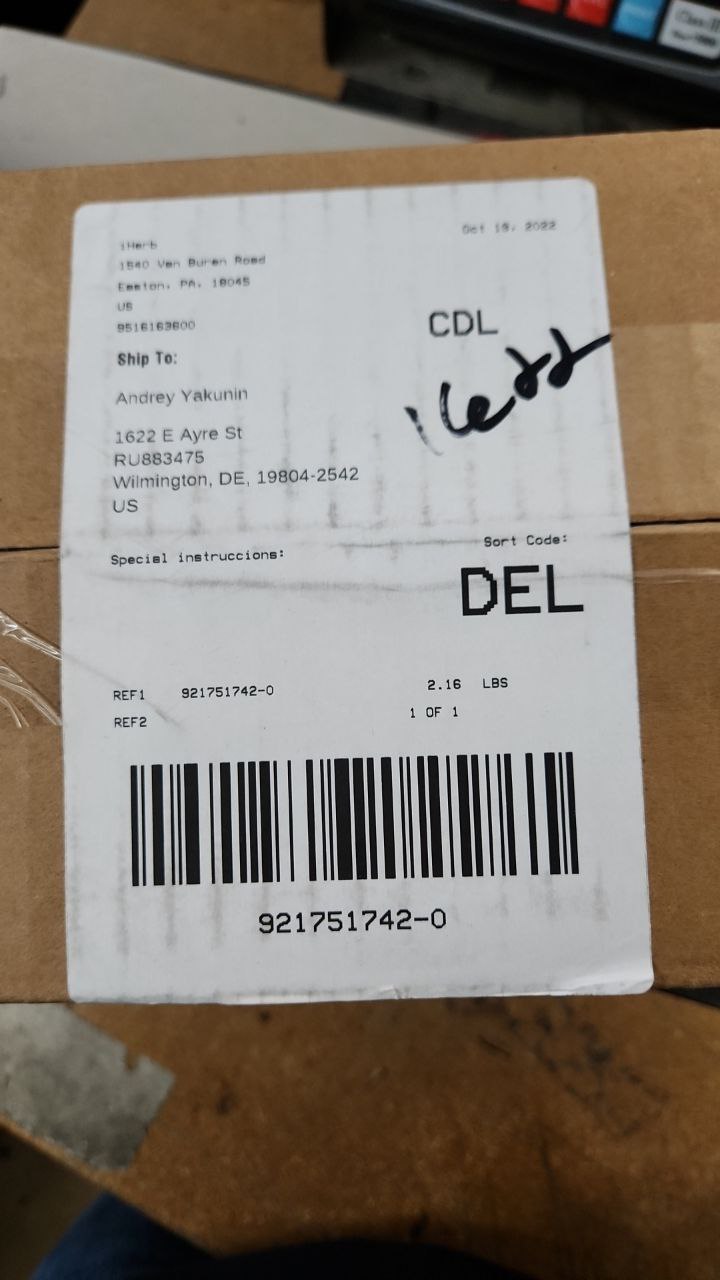 iHerb
Oct 19, 2022
1540 Van Buren Road
Easton, PA, 18045
US
9516163600
CDL
Ship To:
Andrey Yakunin
1622 E Ayre St
RU883475
Wilmington, DE, 19804-2542
US
Special instruccions:
Sort Code:
DEL
REF1 921751742-0
2.16 LBS
REF2
1 OF 1
921751742-0